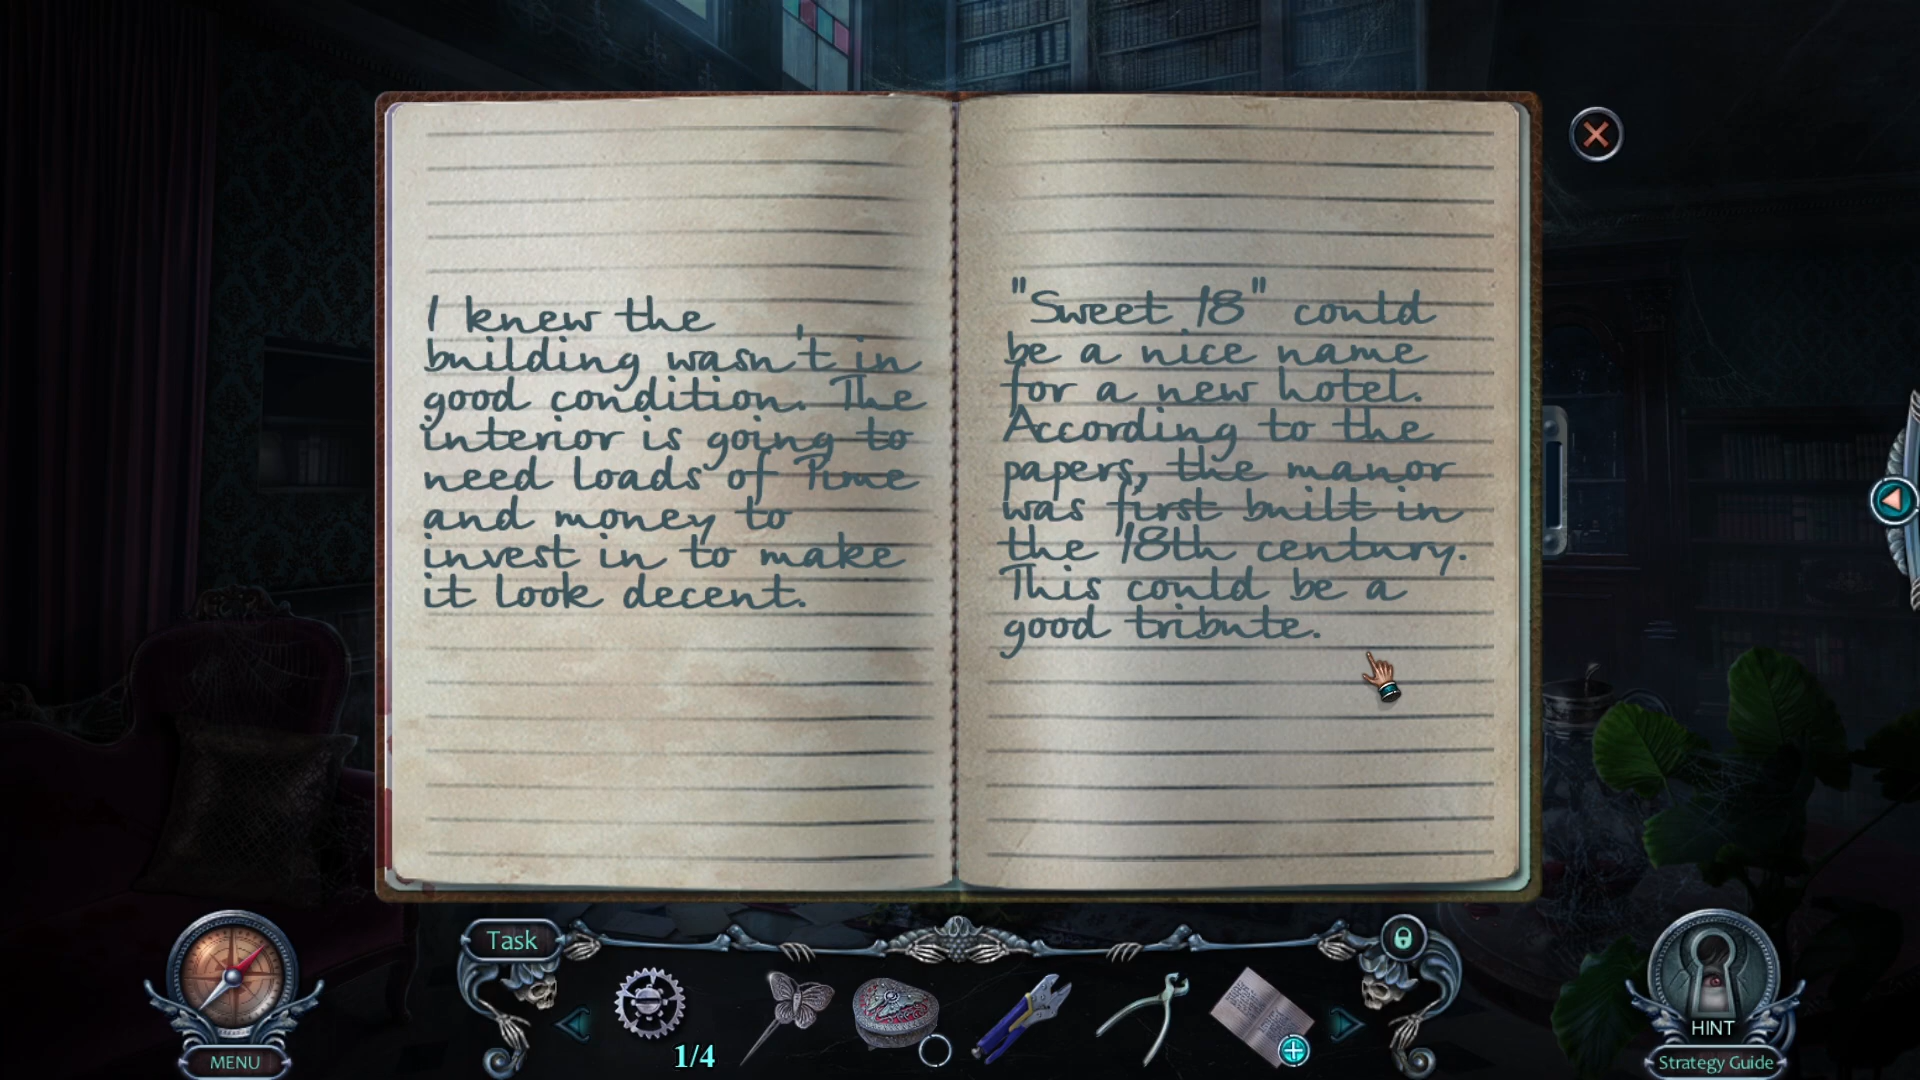 I knew the
building wasn't in
good condition. The
interior is going to
need loads of Time
and money to
invest in to make
it look decent.
"Sweet 18" could
be a nice name
for a new hotel.
According to the
papers, the manor
was first built in
the 18th century.
This could be a
good tribute.
Task
1/4
MENU
HINT
Strategy Guide